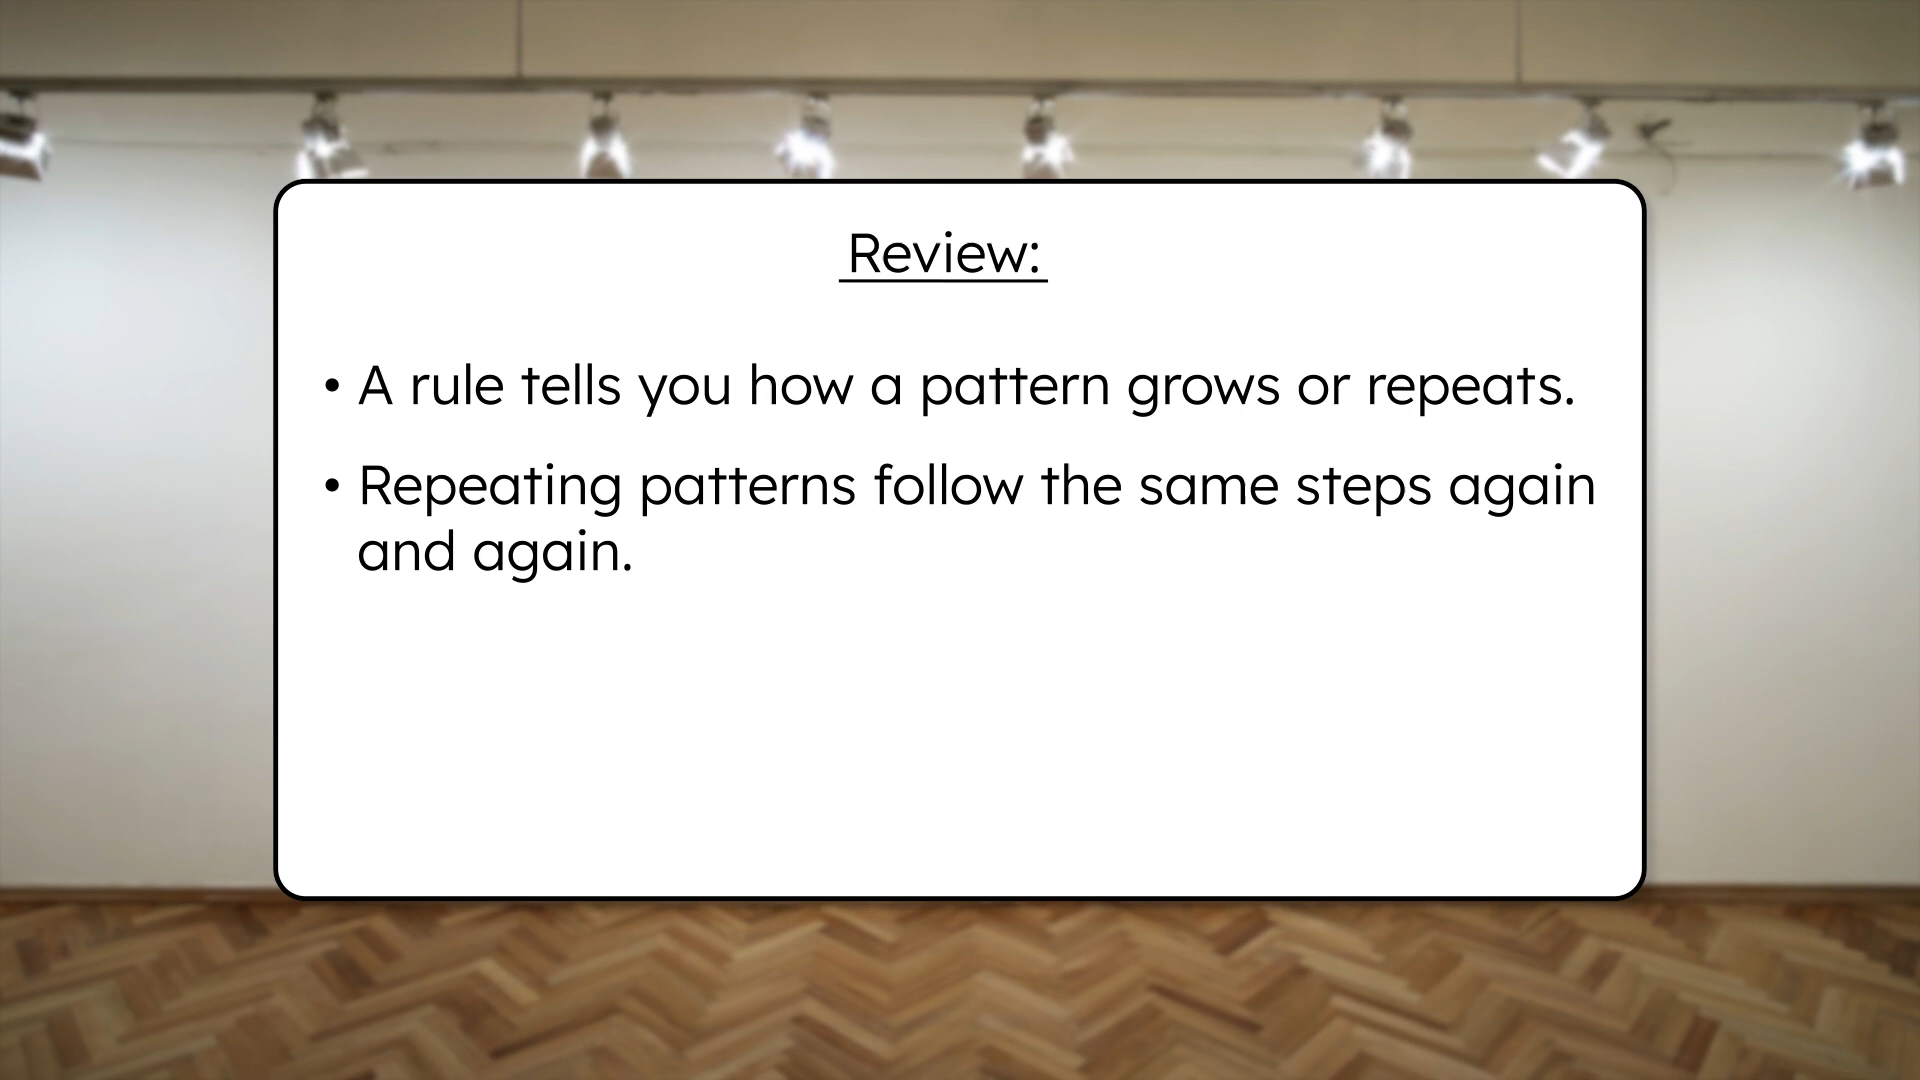 Review:
• A rule tells you how a pattern grows or repeats.
• Repeating patterns follow the same steps again
and again.